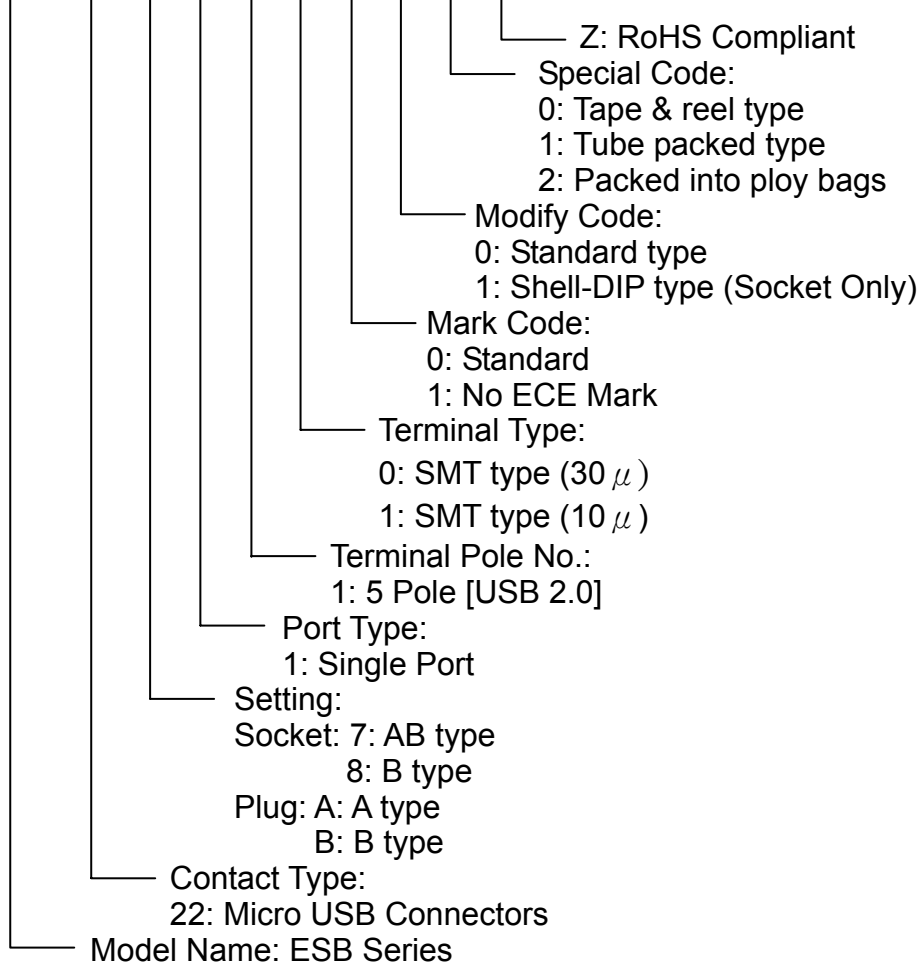 Z: RoHS Compliant
Special Code:
0: Tape & reel type
1: Tube packed type
2: Packed into ploy bags
Modify Code:
0: Standard type
1: Shell-DIP type (Socket Only)
Mark Code:
0: Standard
1: No ECE Mark
Terminal Type:
0: SMT type (30 μ)
1: SMT type (10 μ)
Terminal Pole No.:
1: 5 Pole [USB 2.0]
Port Type:
1: Single Port
Setting:
Socket: 7: AB type
8: B type
Plug: A: A type
B: B type
Contact Type:
22: Micro USB Connectors
Model Name: ESB Series